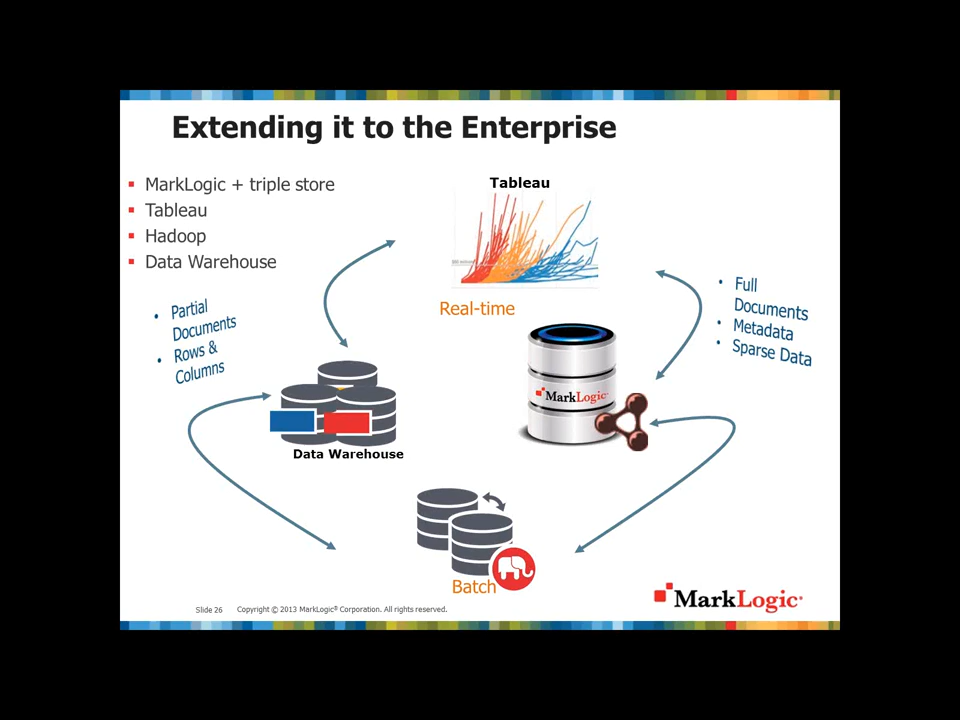 Extending it to the Enterprise
▪ MarkLogic + triple store
▪ Tableau
▪ Hadoop
▪ Data Warehouse
Tableau
Real-time
• Partial
Documents
• Rows &
Columns
• Full
Documents
• Metadata
• Sparse Data
MarkLogic
Data Warehouse
Batch
MarkLogic®
Slide 26
Copyright © 2013 MarkLogic® Corporation. All rights reserved.